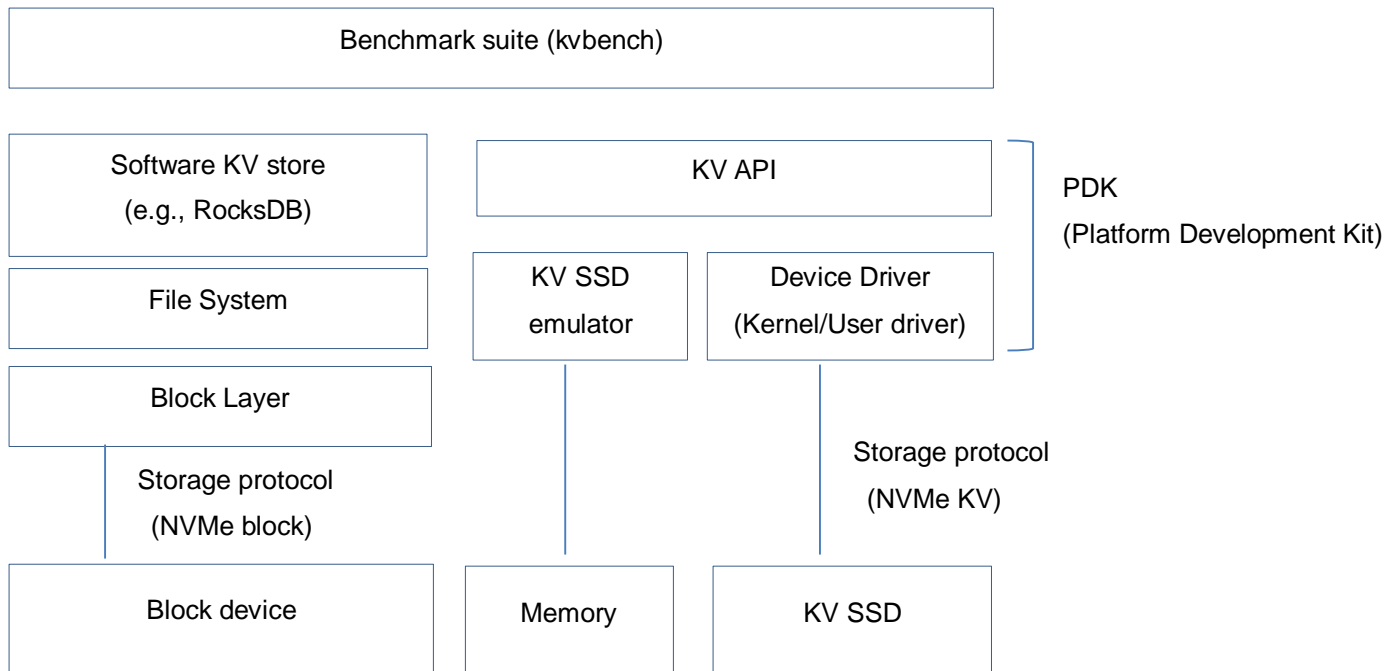 Benchmark suite (kvbench)
Software KV store
(e.g., RocksDB)
File System
Block Layer
Storage protocol
(NVMe block)
Block device
KV API
KV SSD
emulator
Device Driver
(Kernel/User driver)
PDK
(Platform Development Kit)
Storage protocol
(NVMe KV)
Memory
KV SSD